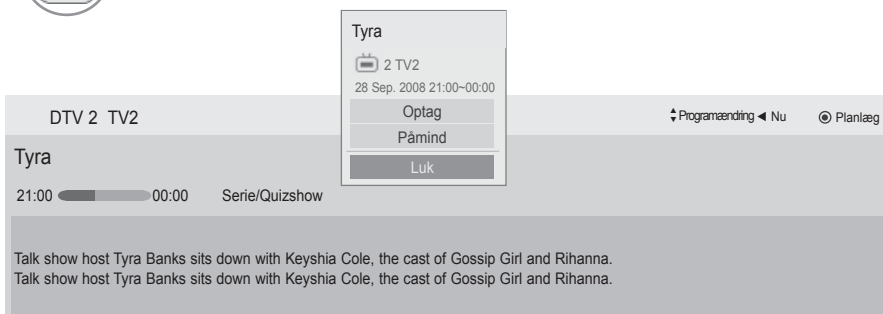 Tyra
2 TV2
28 Sep. 2008 21:00~00:00
Optag
Påmind
Luk
DTV 2 TV2
Programændring ◀ Nu ◉ Planlæg
Tyra
21:00 00:00 Serie/Quizshow
Talk show host Tyra Banks sits down with Keyshia Cole, the cast of Gossip Girl and Rihanna.
Talk show host Tyra Banks sits down with Keyshia Cole, the cast of Gossip Girl and Rihanna.